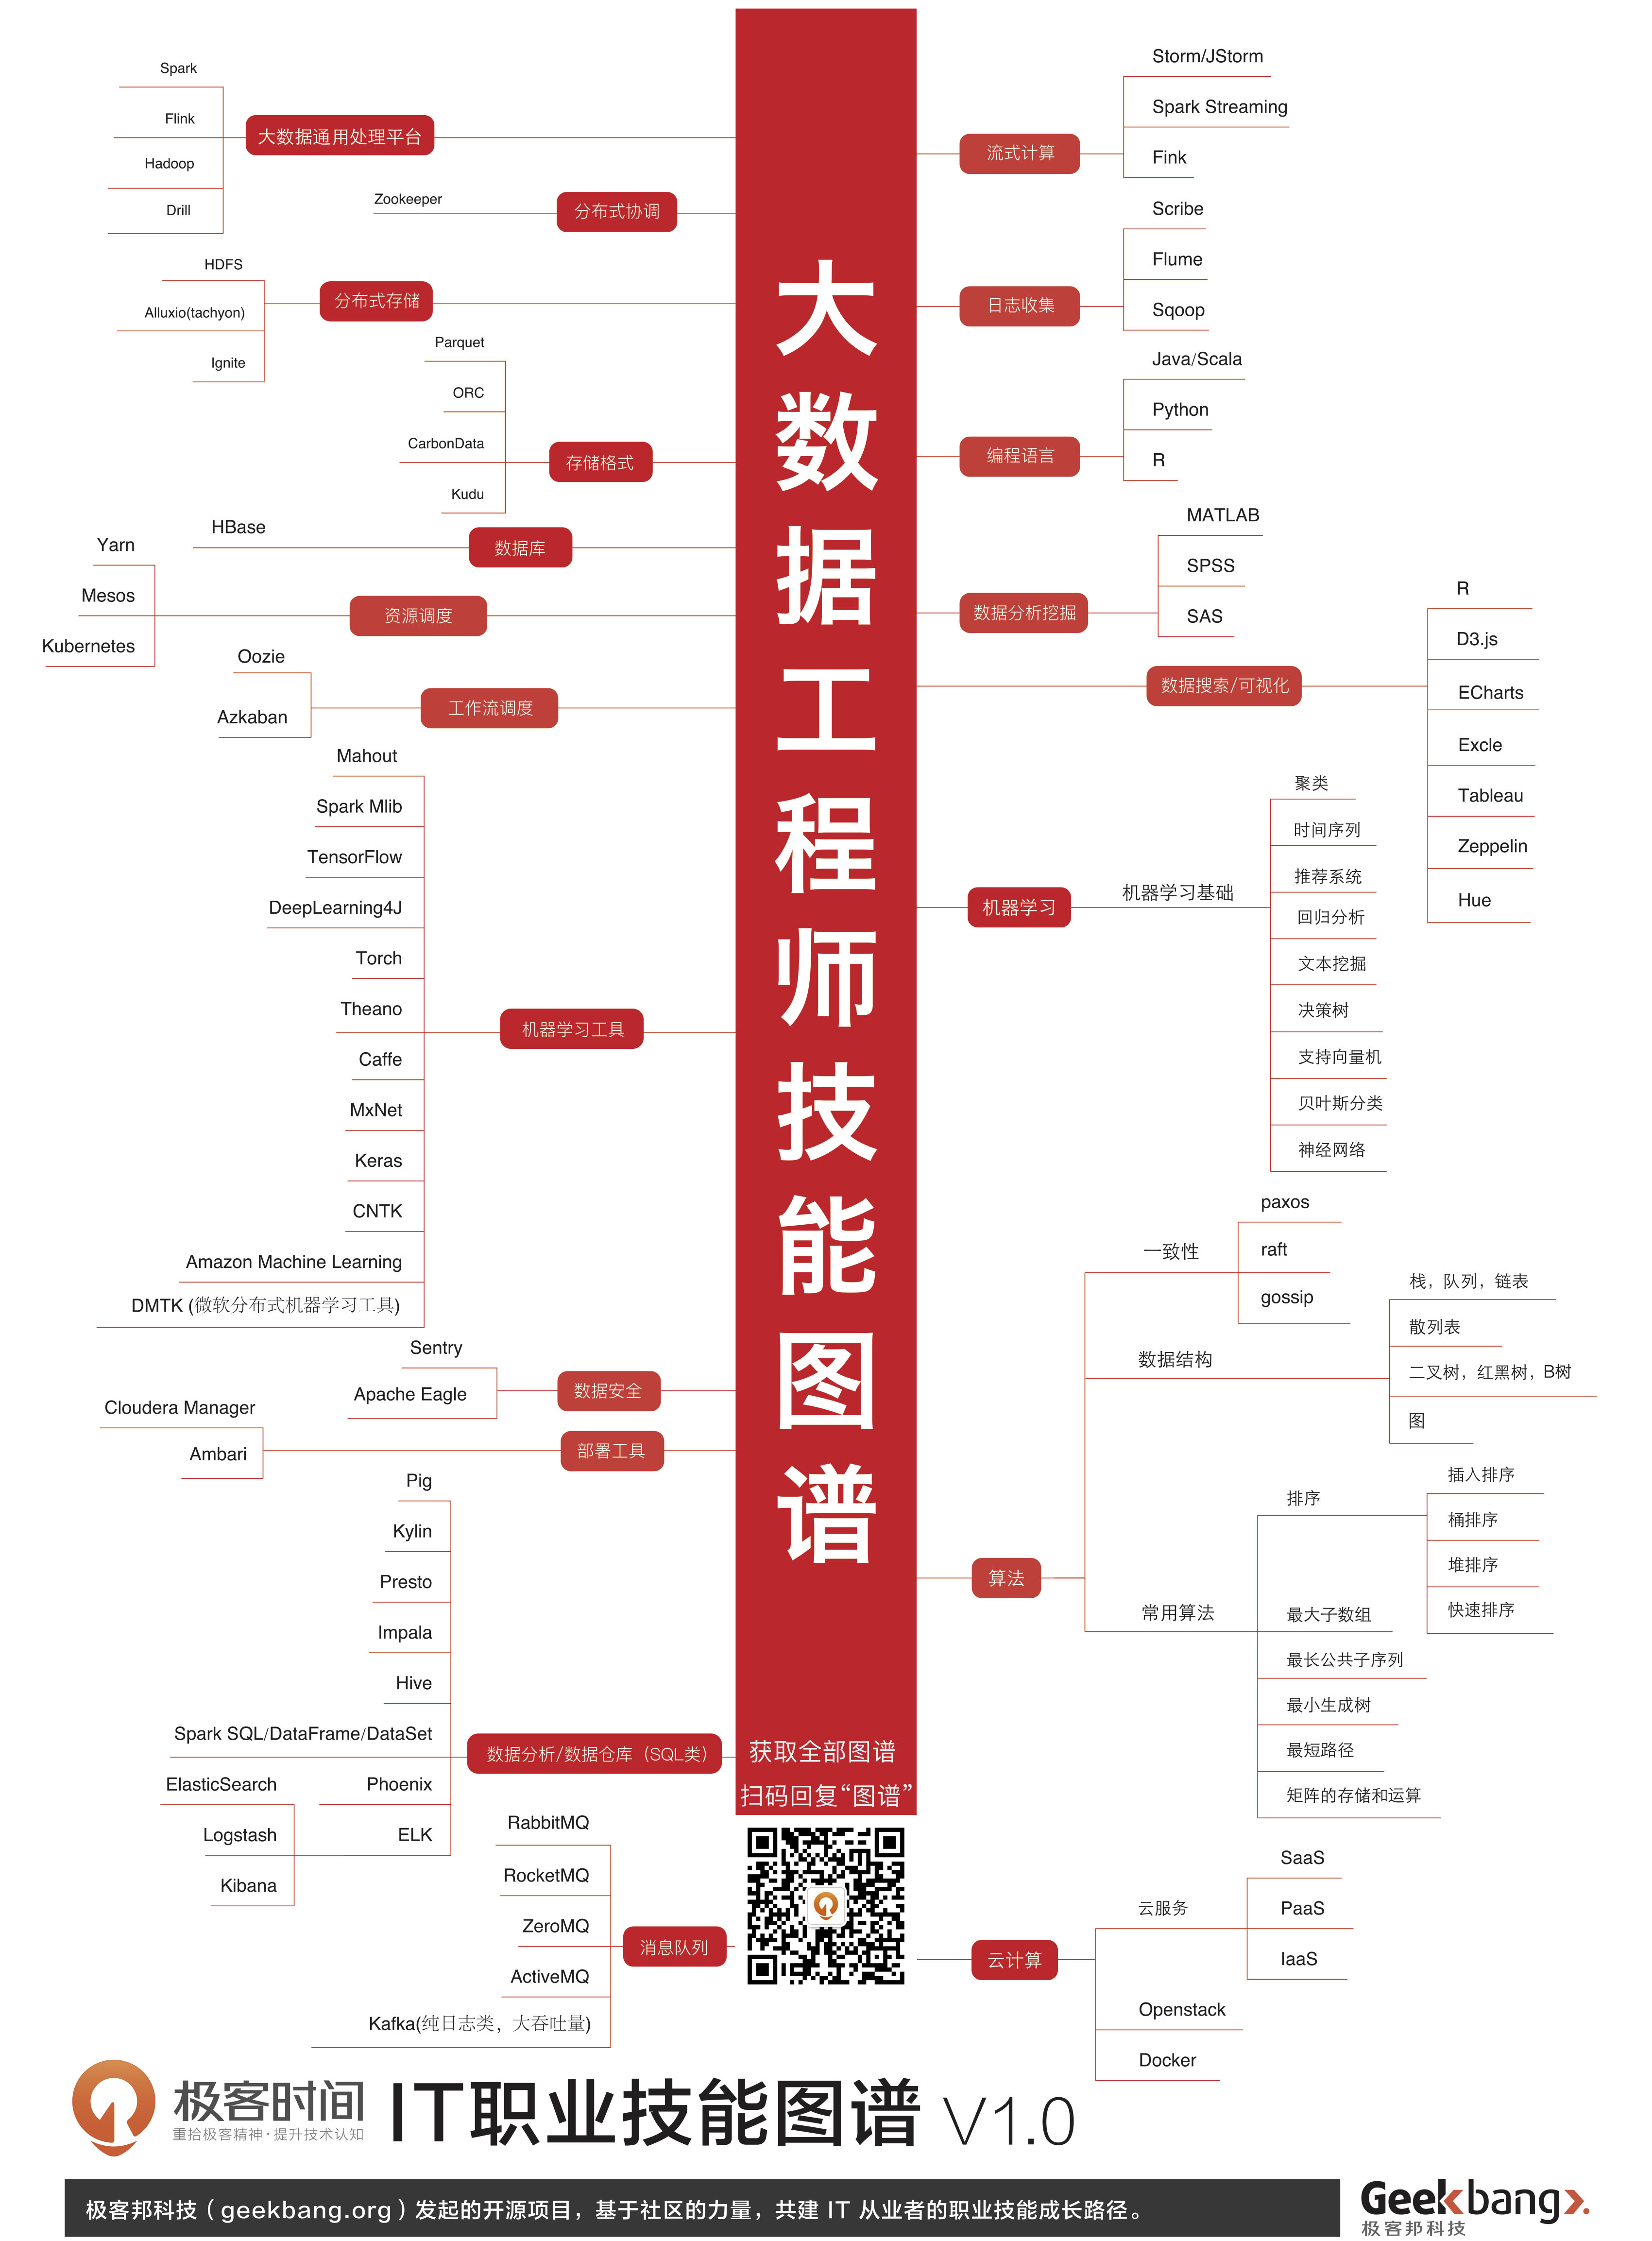 大数据工程师技能图谱
Spark
Flink
Hadoop
Drill
大数据通用处理平台
Zookeeper
分布式协调
HDFS
Alluxio(tachyon)
Ignite
分布式存储
Parquet
ORC
CarbonData
Kudu
存储格式
HBase
数据库
Yarn
Mesos
Kubernetes
资源调度
Oozie
Azkaban
工作流调度
Mahout
Spark Mlib
TensorFlow
DeepLearning4J
Torch
Theano
Caffe
MxNet
Keras
CNTK
Amazon Machine Learning
DMTK (微软分布式机器学习工具)
机器学习工具
Sentry
Apache Eagle
数据安全
Cloudera Manager
Ambari
部署工具
Pig
Kylin
Presto
Impala
Hive
Spark SQL/DataFrame/DataSet
Phoenix
ELK
ElasticSearch
Logstash
Kibana
数据分析/数据仓库（SQL类）
RabbitMQ
RocketMQ
ZeroMQ
ActiveMQ
Kafka(纯日志类，大吞吐量)
消息队列
流式计算
Storm/JStorm
Spark Streaming
Fink
日志收集
Scribe
Flume
Sqoop
编程语言
Java/Scala
Python
R
数据分析挖掘
MATLAB
SPSS
SAS
数据搜索/可视化
R
D3.js
ECharts
Excle
Tableau
Zeppelin
Hue
机器学习
机器学习基础
聚类
时间序列
推荐系统
回归分析
文本挖掘
决策树
支持向量机
贝叶斯分类
神经网络
算法
一致性
paxos
raft
gossip
数据结构
栈，队列，链表
散列表
二叉树，红黑树，B树
图
常用算法
排序
插入排序
桶排序
堆排序
快速排序
最大子数组
最长公共子序列
最小生成树
最短路径
矩阵的存储和运算
云计算
云服务
SaaS
PaaS
IaaS
Openstack
Docker
获取全部图谱
扫码回复“图谱”
极客时间
重拾极客精神·提升技术认知
IT职业技能图谱 V1.0
极客邦科技（geekbang.org）发起的开源项目，基于社区的力量，共建 IT 从业者的职业技能成长路径。
Geekbang
极客邦科技